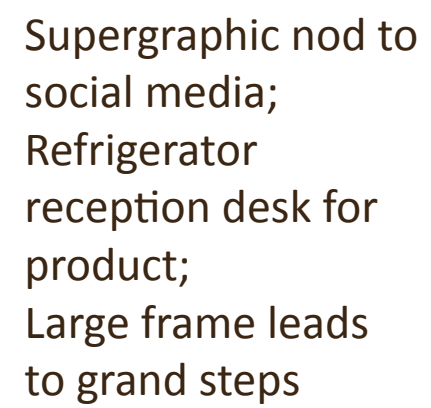 Supergraphic nod to
social media;
Refrigerator
reception desk for
product;
Large frame leads
to grand steps